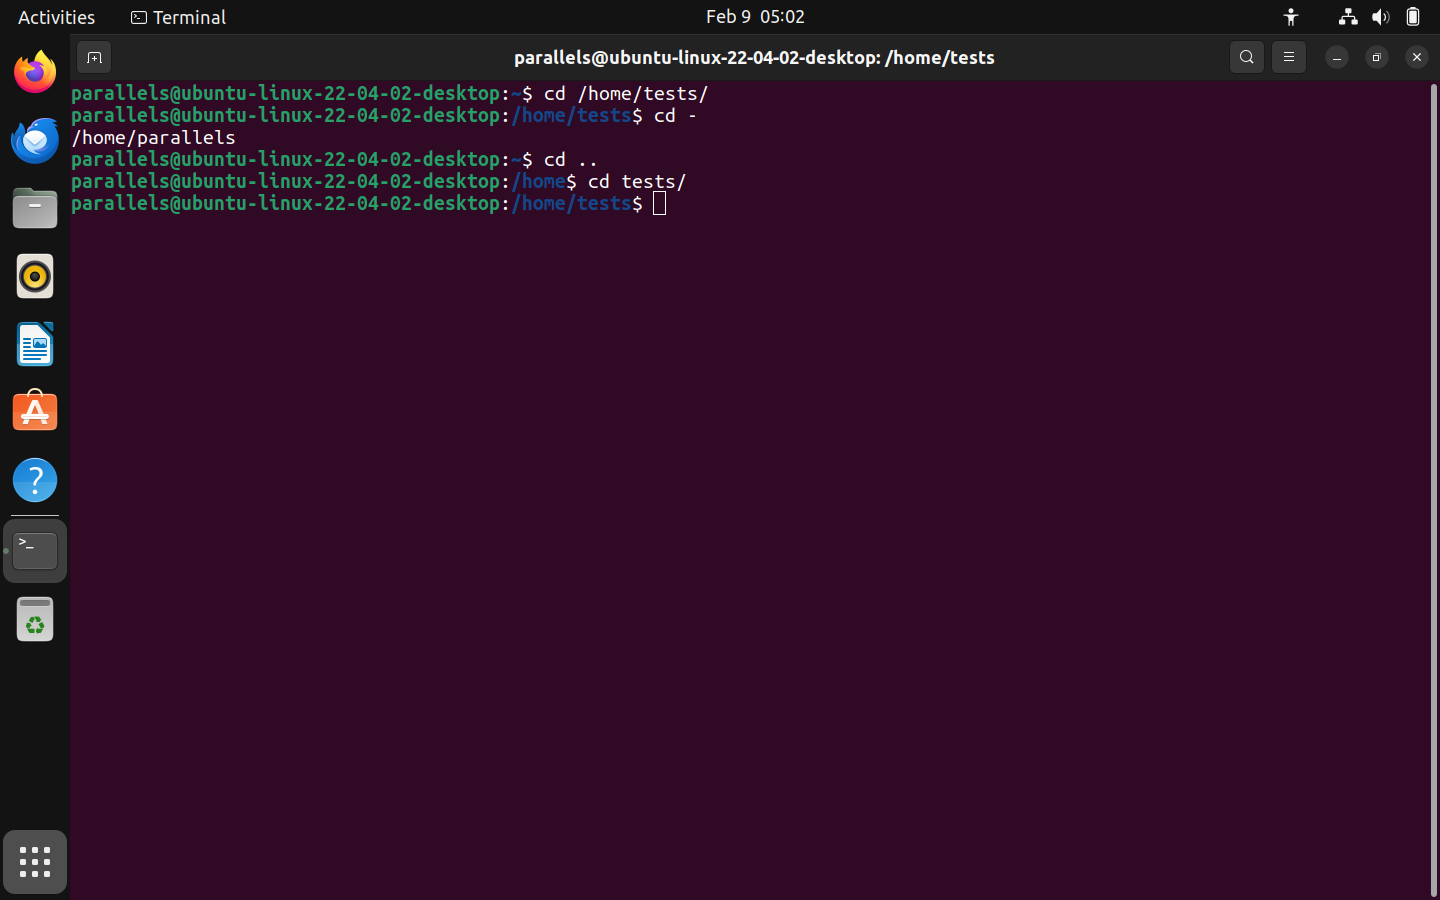 Activities Terminal Feb 9 05:02
parallels@ubuntu-linux-22-04-02-desktop: /home/tests
parallels@ubuntu-linux-22-04-02-desktop:~$ cd /home/tests/
parallels@ubuntu-linux-22-04-02-desktop:/home/tests$ cd -
/home/parallels
parallels@ubuntu-linux-22-04-02-desktop:~$ cd ..
parallels@ubuntu-linux-22-04-02-desktop:/home$ cd tests/
parallels@ubuntu-linux-22-04-02-desktop:/home/tests$